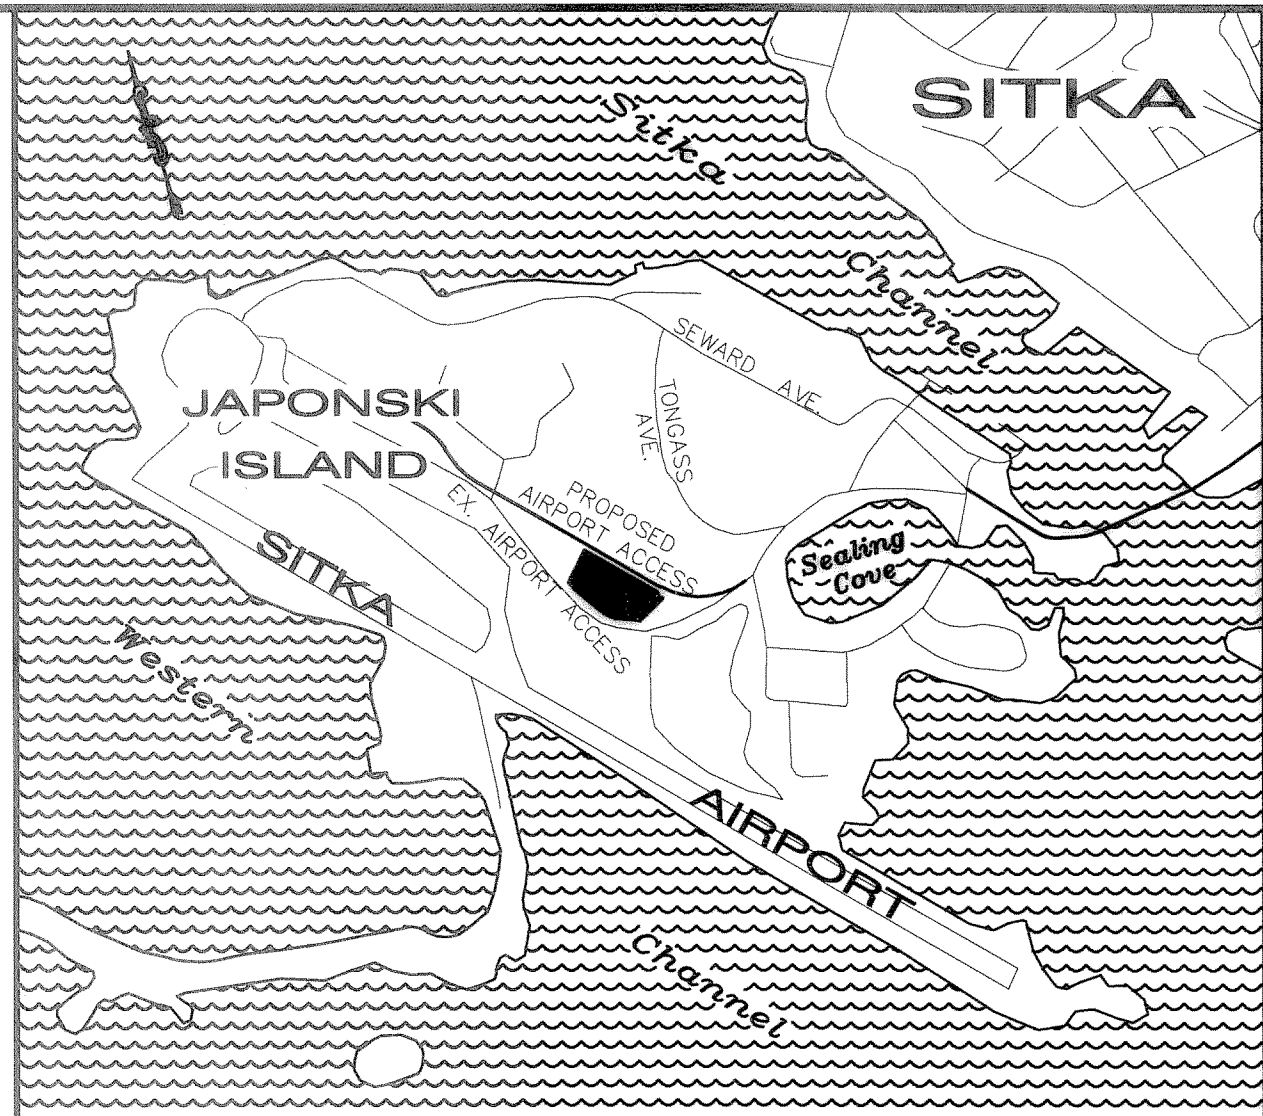 SITKA
Sitka
Channel
SEWARD AVE.
JAPONSKI
ISLAND
TONGASS
AVE.
PROPOSED
AIRPORT ACCESS
EX. AIRPORT ACCESS
Sealing
Cove
SITKA
AIRPORT
Western
Channel